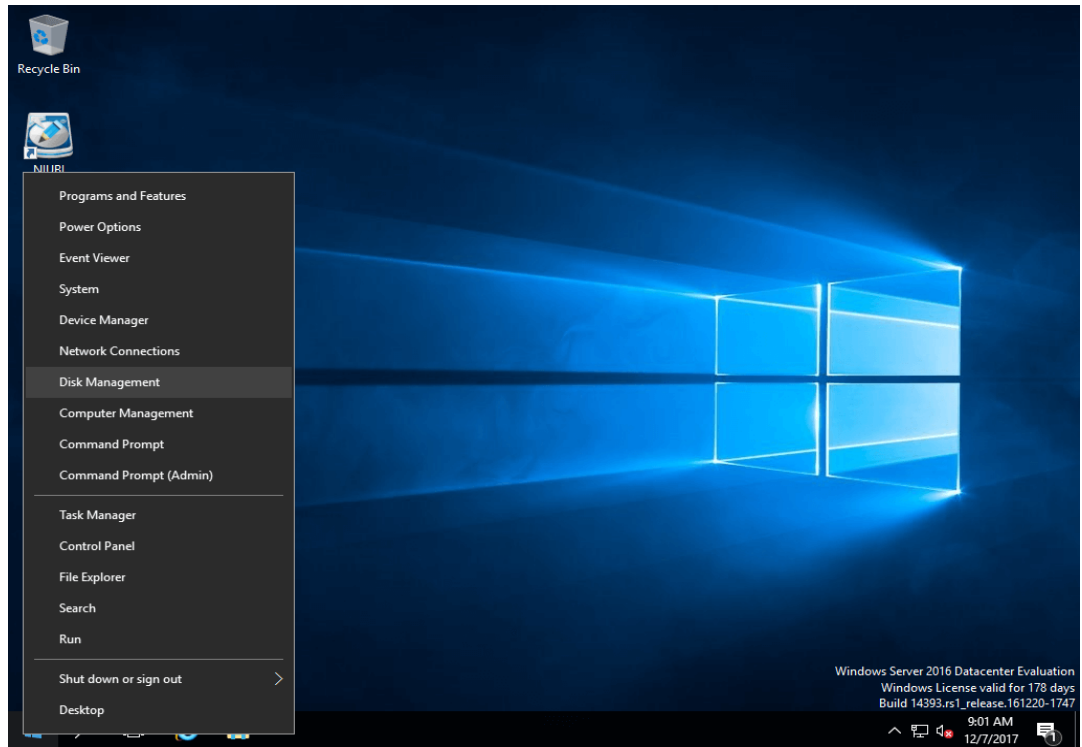 Recycle Bin
NIUBI
Programs and Features
Power Options
Event Viewer
System
Device Manager
Network Connections
Disk Management
Computer Management
Command Prompt
Command Prompt (Admin)
Task Manager
Control Panel
File Explorer
Search
Run
Shut down or sign out
Desktop
Windows Server 2016 Datacenter Evaluation
Windows License valid for 178 days
Build 14393.rs1_release.161220-1747
9:01 AM
12/7/2017
1